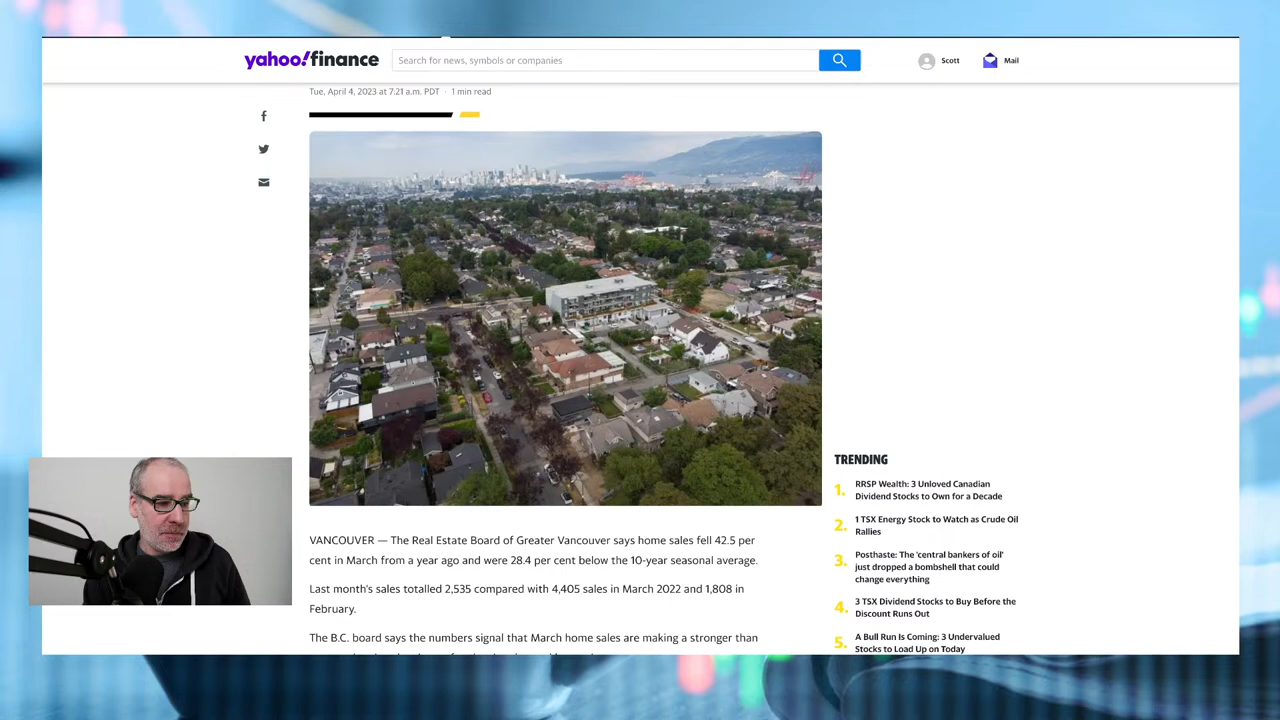 yahoo!finance
Search for news, symbols or companies
Scott
Mail
Tue, April 4, 2023 at 7:21 a.m. PDT · 1 min read
VANCOUVER — The Real Estate Board of Greater Vancouver says home sales fell 42.5 per
cent in March from a year ago and were 28.4 per cent below the 10-year seasonal average.
Last month's sales totalled 2,535 compared with 4,405 sales in March 2022 and 1,808 in
February.
The B.C. board says the numbers signal that March home sales are making a stronger than
TRENDING
1. RRSP Wealth: 3 Unloved Canadian
Dividend Stocks to Own for a Decade
2. 1 TSX Energy Stock to Watch as Crude Oil
Rallies
3. Posthaste: The 'central bankers of oil'
just dropped a bombshell that could
change everything
4. 3 TSX Dividend Stocks to Buy Before the
Discount Runs Out
5. A Bull Run Is Coming: 3 Undervalued
Stocks to Load Up on Today